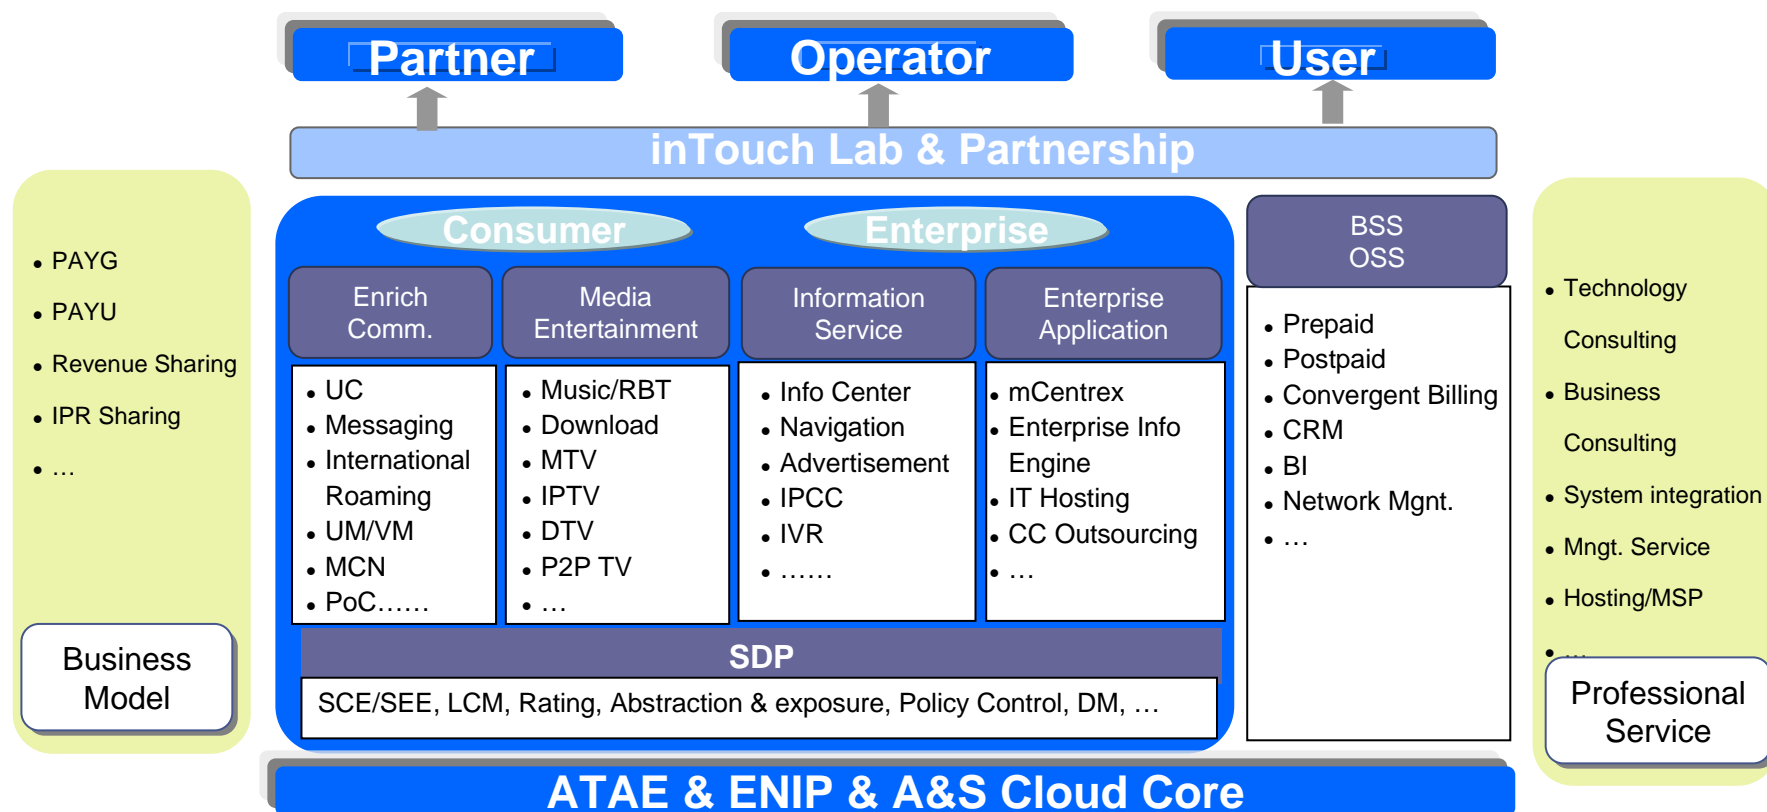 Partner
Operator
User
inTouch Lab & Partnership
• PAYG
• PAYU
• Revenue Sharing
• IPR Sharing
• …
Business
Model
Consumer
Enterprise
Enrich
Comm.
• UC
• Messaging
• International
Roaming
• UM/VM
• MCN
• PoC……
Media
Entertainment
• Music/RBT
• Download
• MTV
• IPTV
• DTV
• P2P TV
• …
Information
Service
• Info Center
• Navigation
• Advertisement
• IPCC
• IVR
• ……
Enterprise
Application
• mCentrex
• Enterprise Info
Engine
• IT Hosting
• CC Outsourcing
• …
SDP
SCE/SEE, LCM, Rating, Abstraction & exposure, Policy Control, DM, …
BSS
OSS
• Prepaid
• Postpaid
• Convergent Billing
• CRM
• BI
• Network Mgnt.
• …
• Technology
Consulting
• Business
Consulting
• System integration
• Mngt. Service
• Hosting/MSP
• …
Professional
Service
ATAE & ENIP & A&S Cloud Core